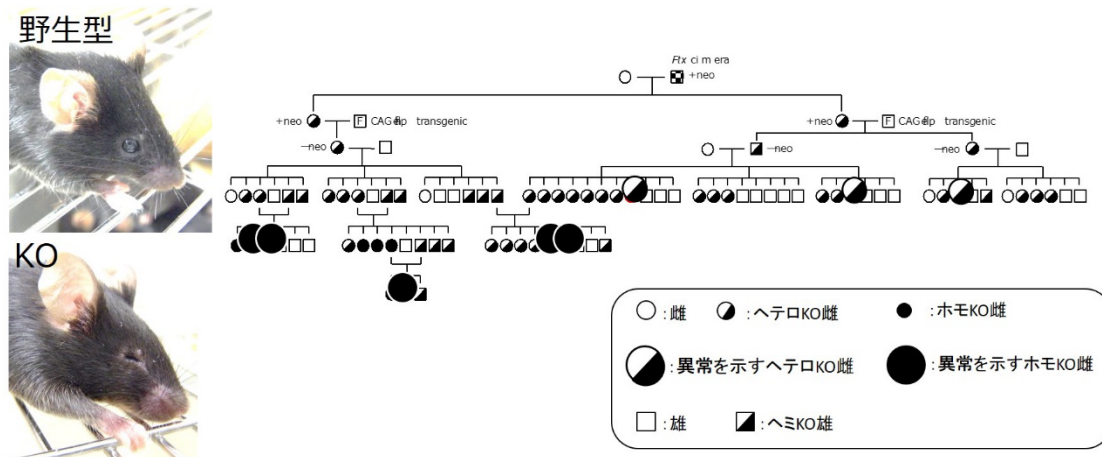 野生型
KO
Ftx cimera
+neo
+neo
F CAG flp transgenic
+neo
F CAG flp transgenic
−neo
−neo
−neo
○ : 雌
: ヘテロKO雌
: ホモKO雌
: 異常を示すヘテロKO雌
: 異常を示すホモKO雌
: 雄
: ヘミKO雄